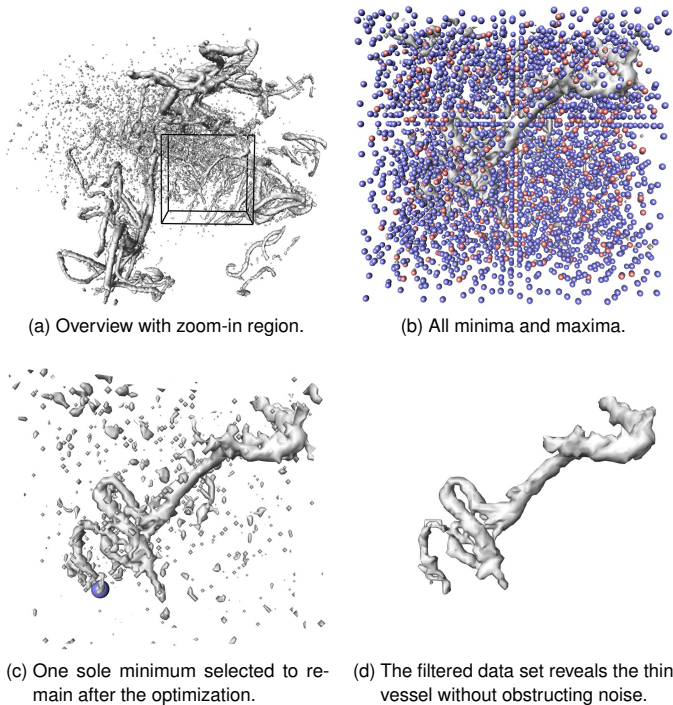 (a) Overview with zoom-in region.
(b) All minima and maxima.
(c) One sole minimum selected to re-
main after the optimization.
(d) The filtered data set reveals the thin
vessel without obstructing noise.